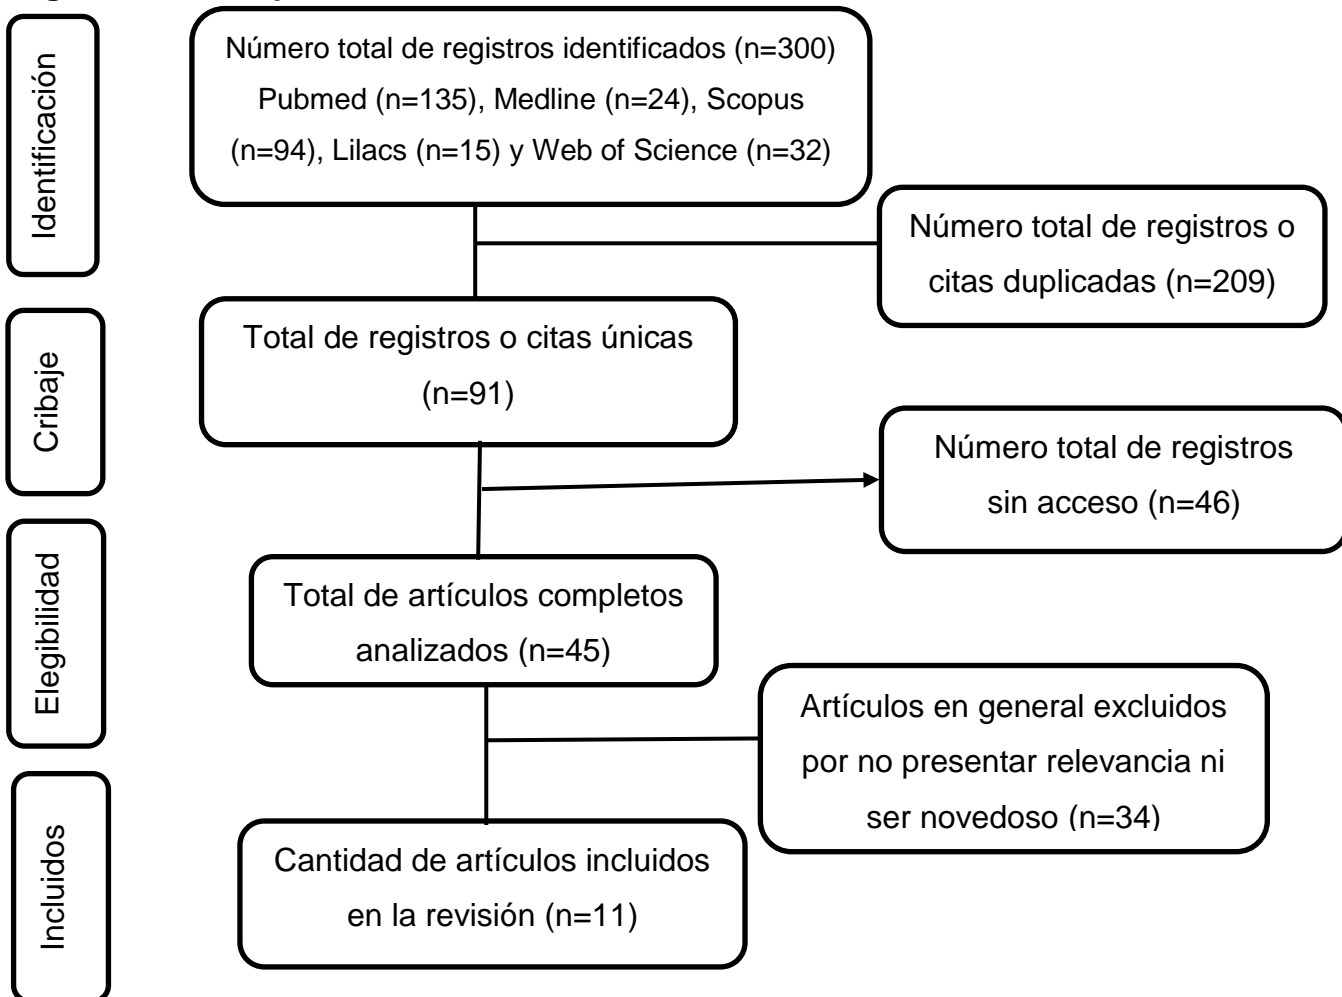 Identificación
Número total de registros identificados (n=300)
Pubmed (n=135), Medline (n=24), Scopus
(n=94), Lilacs (n=15) y Web of Science (n=32)
Número total de registros o
citas duplicadas (n=209)
Cribaje
Total de registros o citas únicas
(n=91)
Número total de registros
sin acceso (n=46)
Elegibilidad
Total de artículos completos
analizados (n=45)
Artículos en general excluidos
por no presentar relevancia ni
ser novedoso (n=34)
Incluidos
Cantidad de artículos incluidos
en la revisión (n=11)